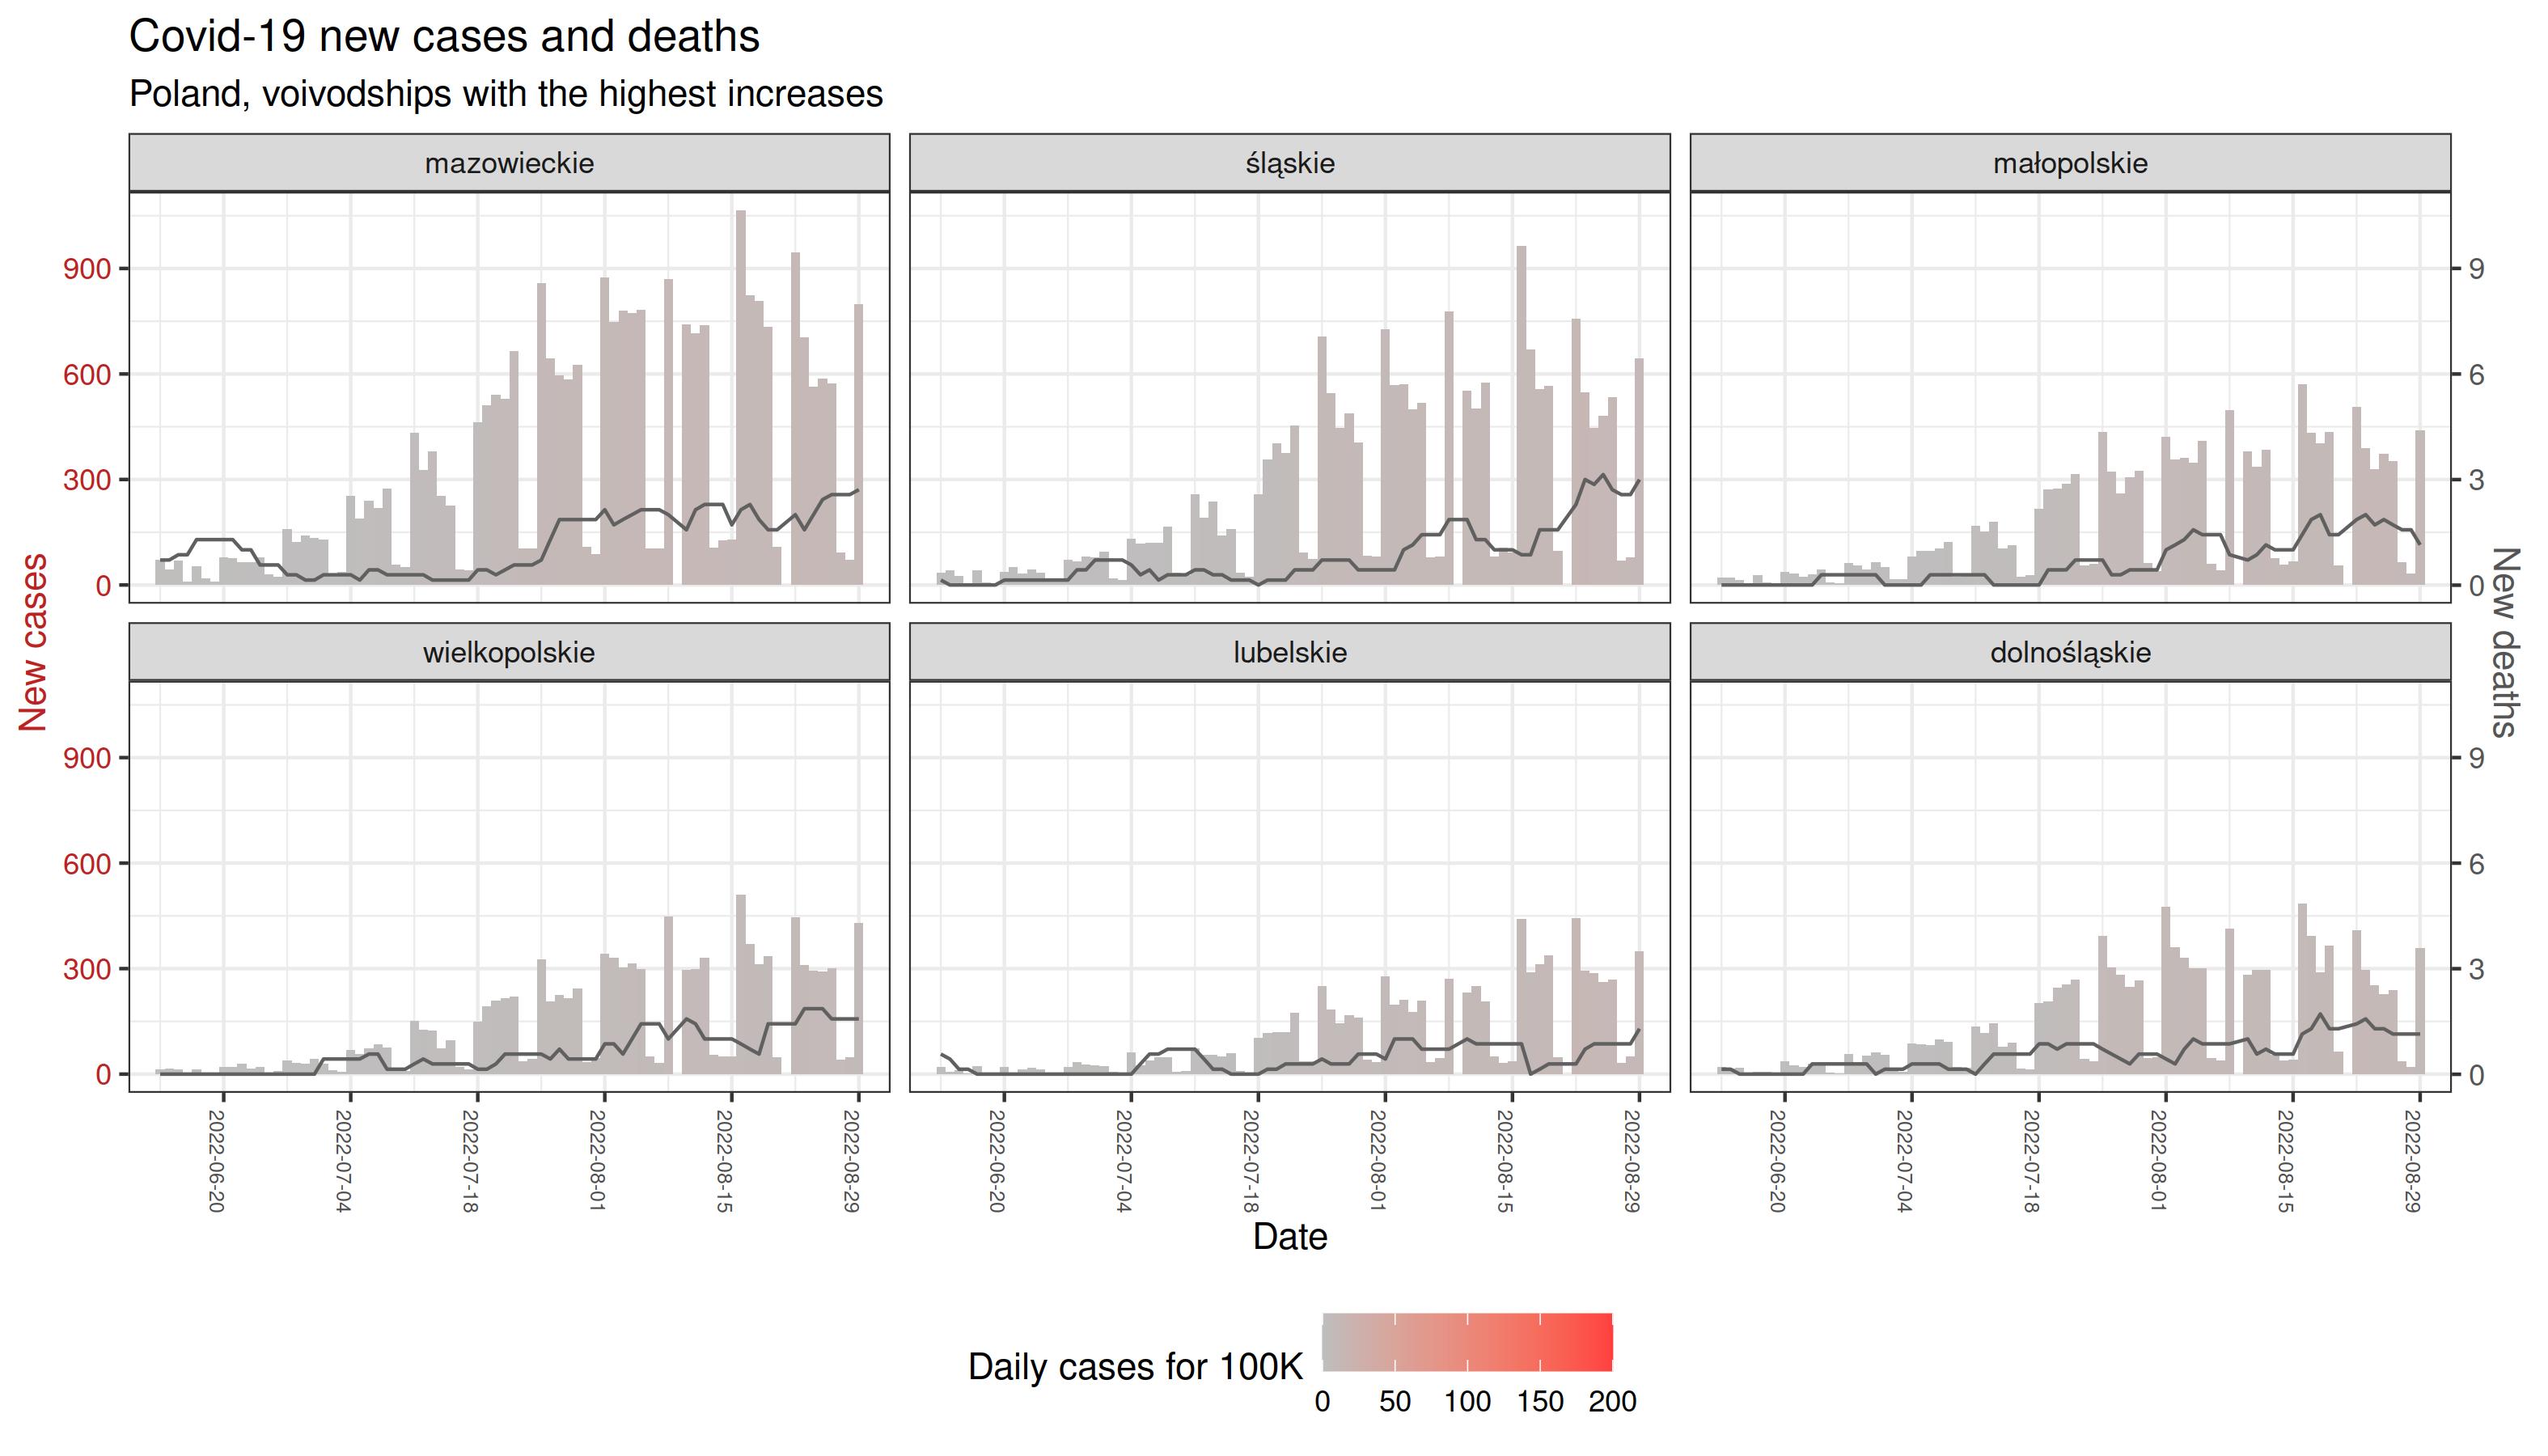 Covid-19 new cases and deaths
Poland, voivodships with the highest increases
mazowieckie
śląskie
małopolskie
900
600
300
0
9
6
3
0
New cases
New deaths
wielkopolskie
lubelskie
dolnośląskie
900
600
300
0
9
6
3
0
2022-06-20
2022-07-04
2022-07-18
2022-08-01
2022-08-15
2022-08-29
2022-06-20
2022-07-04
2022-07-18
2022-08-01
2022-08-15
2022-08-29
2022-06-20
2022-07-04
2022-07-18
2022-08-01
2022-08-15
2022-08-29
Date
Daily cases for 100K
0 50 100 150 200